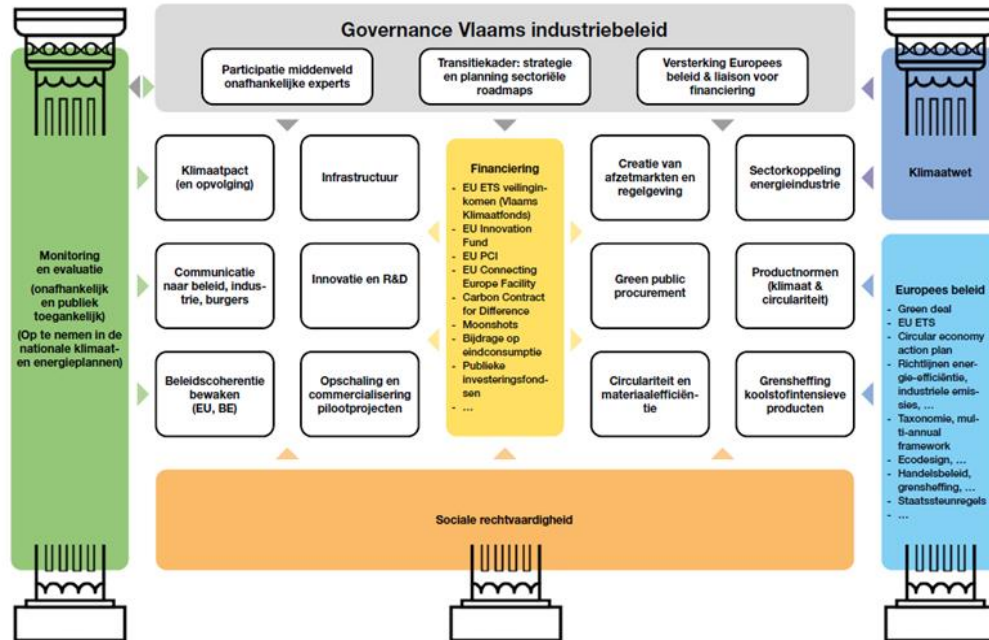 Governance Vlaams industriebeleid
Participatie middenveld
onafhankelijke experts
Transitiekader: strategie
en planning sectoriële
roadmaps
Versterking Europees
beleid & liaison voor
financiering
Monitoring
en evaluatie
(onafhankelijk
en publiek
toegankelijk)
(Op te nemen in de
nationale klimaat-
en energieplannen)
Klimaatpact
(en opvolging)
Infrastructuur
Communicatie
naar beleid, indus-
trie, burgers
Innovatie en R&D
Beleidscoherentie
bewaken
(EU, BE)
Opschaling en
commercialisering
pilootprojecten
Financiering
- EU ETS veilingin-
komen (Vlaams
Klimaatfonds)
- EU Innovation
Fund
- EU PCI
- EU Connecting
Europe Facility
- Carbon Contract
for Difference
- Moonshots
- Bijdrage op
eindconsumptie
- Publieke
investeringsfond-
sen
- ...
Creatie van
afzetmarkten en
regelgeving
Sectorkoppeling
energieindustrie
Green public
procurement
Productnormen
(klimaat &
circulariteit)
Circulariteit en
materiaalefficiën-
tie
Grensheffing
koolstofintensieve
producten
Klimaatwet
Europees beleid
- Green deal
- EU ETS
- Circular economy
action plan
- Richtlijnen ener-
gie-efficiëntie,
industriele emis-
sies, ...
- Taxonomie, mul-
ti-annual
framework
- Ecodesign, ...
- Handelsbeleid,
grensheffing, ...
- Staatssteunregels
- ...
Sociale rechtvaardigheid